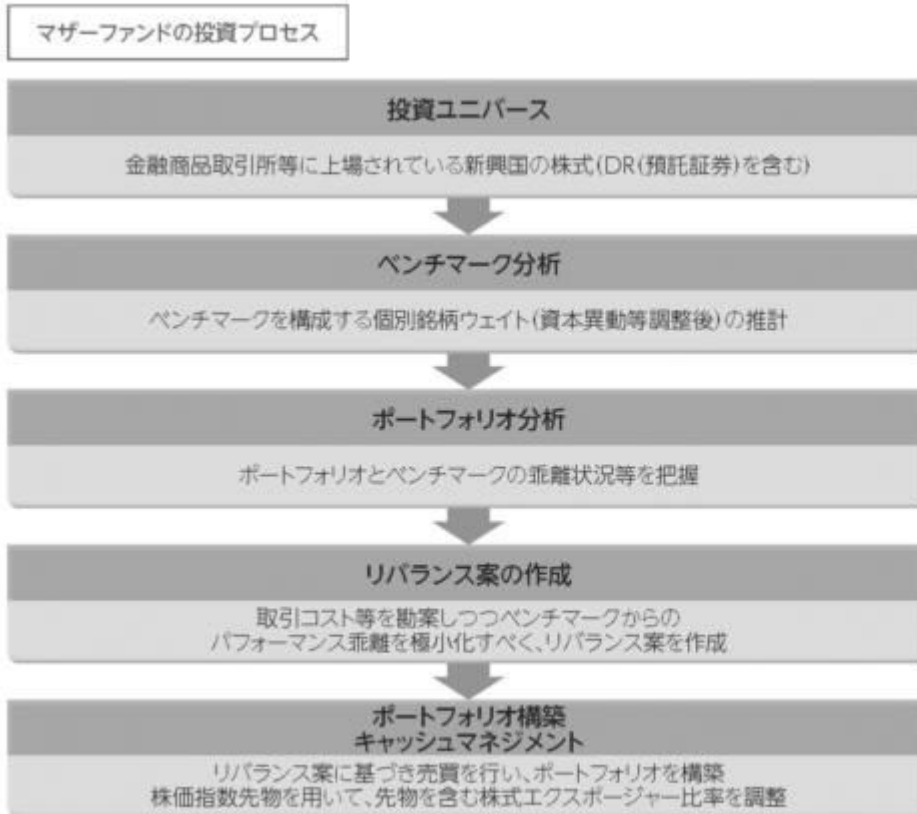 マザーファンドの投資プロセス
投資ユニバース
金融商品取引所等に上場されている新興国の株式(DR(預託証券)を含む)
ベンチマーク分析
ベンチマークを構成する個別銘柄ウェイト(資本異動等調整後)の推計
ポートフォリオ分析
ポートフォリオとベンチマークの乖離状況等を把握
リバランス案の作成
取引コスト等を勘案しつつベンチマークからの
パフォーマンス乖離を極小化すべく、リバランス案を作成
ポートフォリオ構築
キャッシュマネジメント
リバランス案に基づき売買を行い、ポートフォリオを構築
株価指数先物を用いて、先物を含む株式エクスポージャー比率を調整